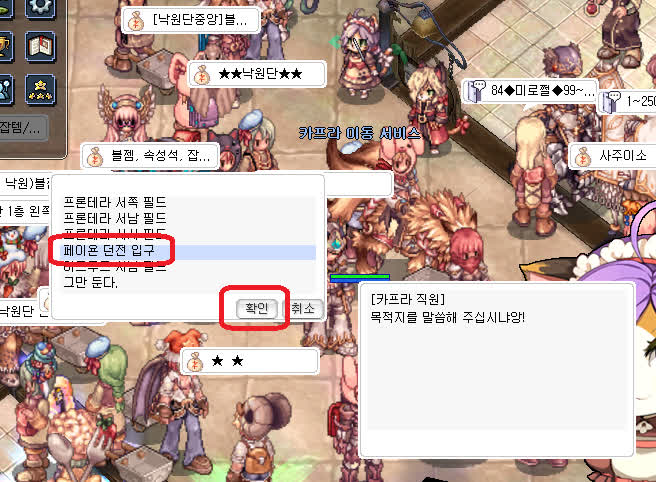 [낙원단중앙]블...
★★낙원단★★
84◆미로쩔◆99~...
1~250
잡템/...
카프라 이동 서비스
블젬, 속성석, 잡...
사주이소
낙원)블
1층 왼쪽
프론테라 서쪽 필드
프론테라 서남 필드
페이욘 던전 입구
그만 둔다.
확인
취소
[카프라 직원]
목적지를 말씀해 주십시냐앙!
★ ★